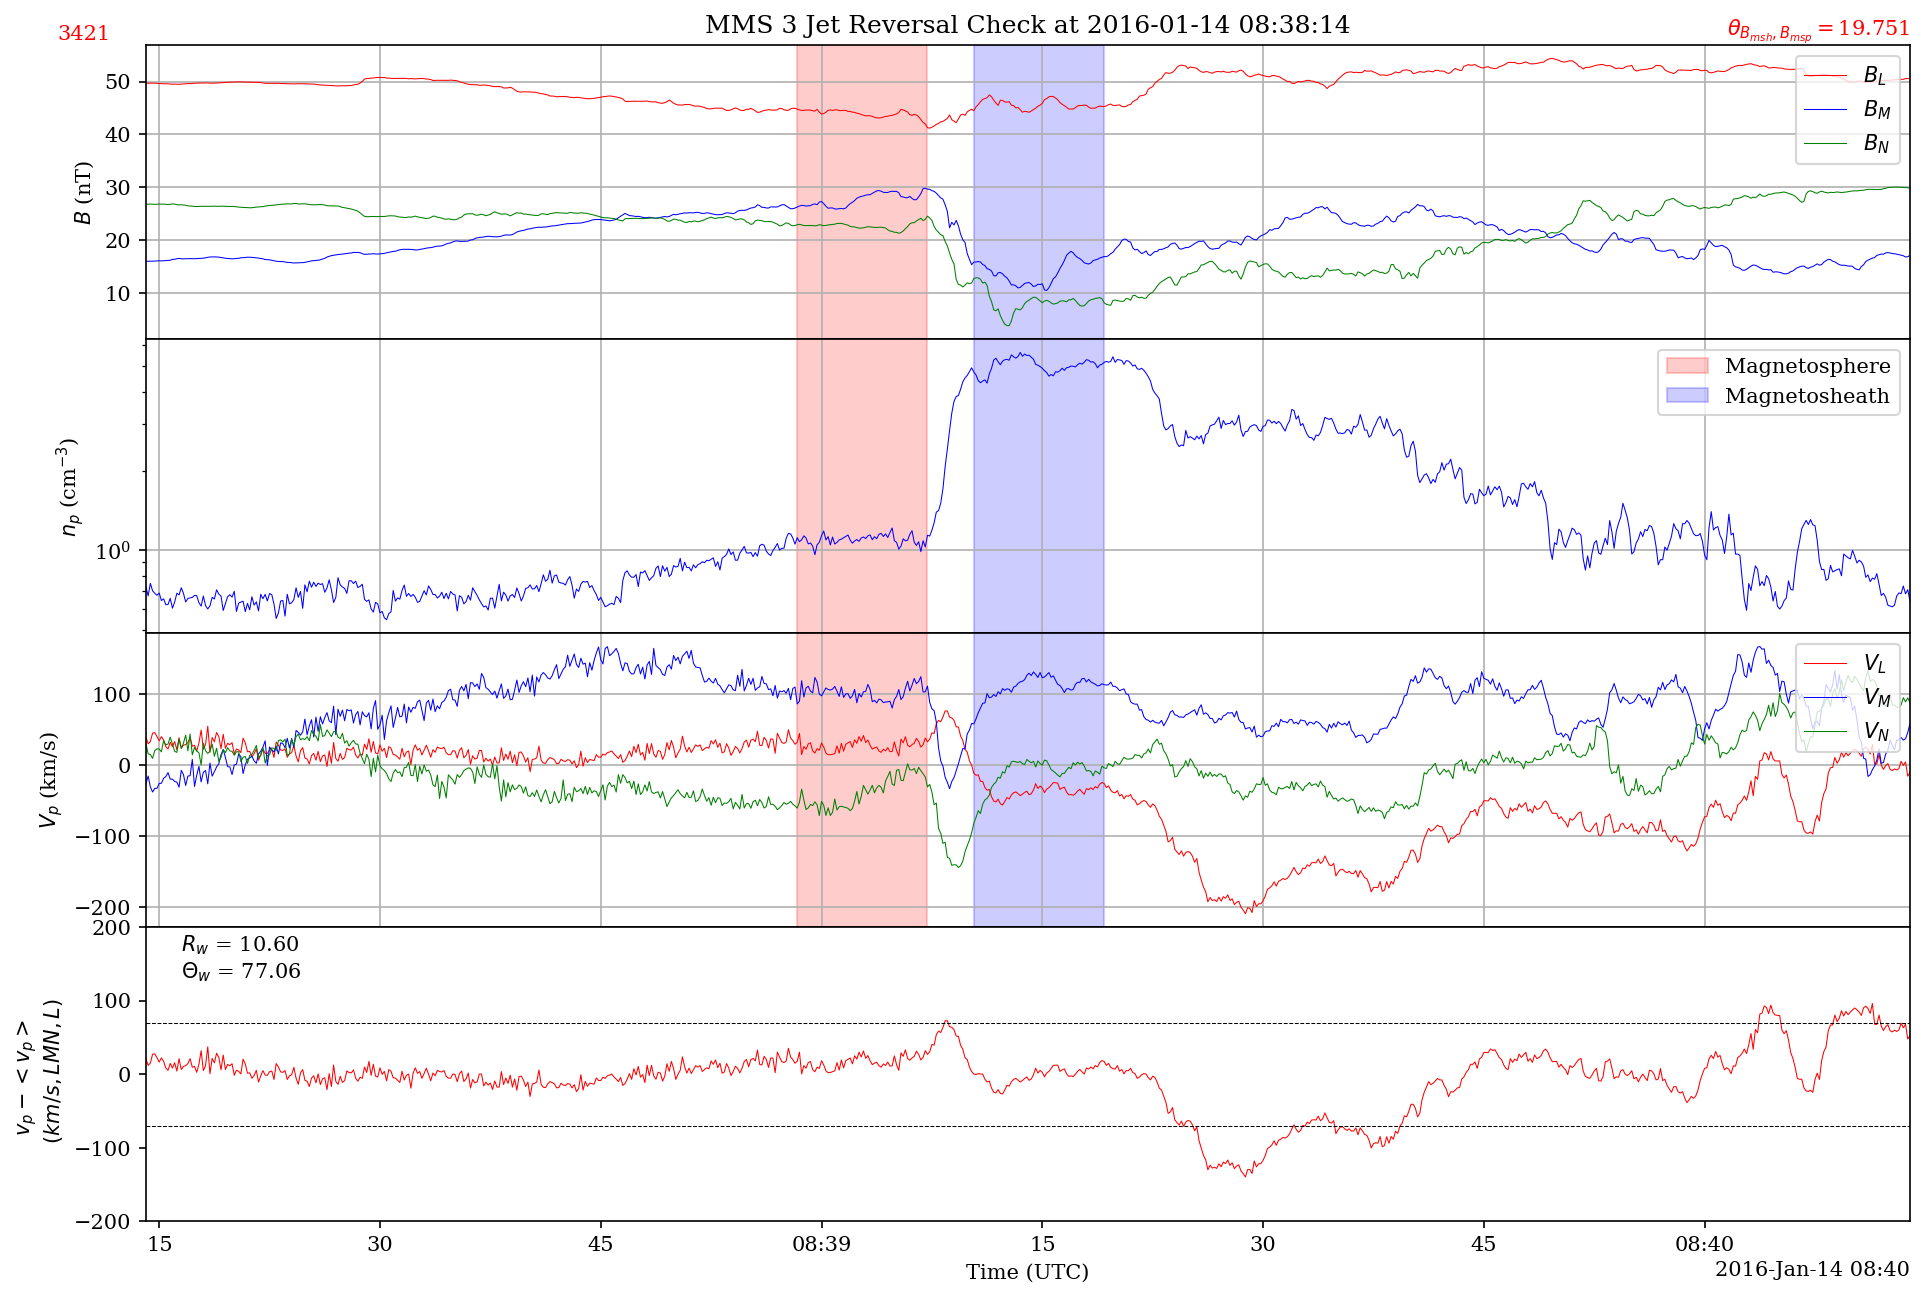 MMS 3 Jet Reversal Check at 2016-01-14 08:38:14
3421
θ_{B_{msh}, B_{msp}} = 19.751
50
40
30
20
10
B (nT)
B_L
B_M
B_N
10^0
n_p (cm^{-3})
Magnetosphere
Magnetosheath
100
0
−100
−200
V_p (km/s)
V_L
V_M
V_N
200
100
0
−100
−200
v_p − < v_p >
(km/s, LMN, L)
R_w = 10.60
Θ_w = 77.06
15
30
45
08:39
15
30
45
08:40
Time (UTC)
2016-Jan-14 08:40